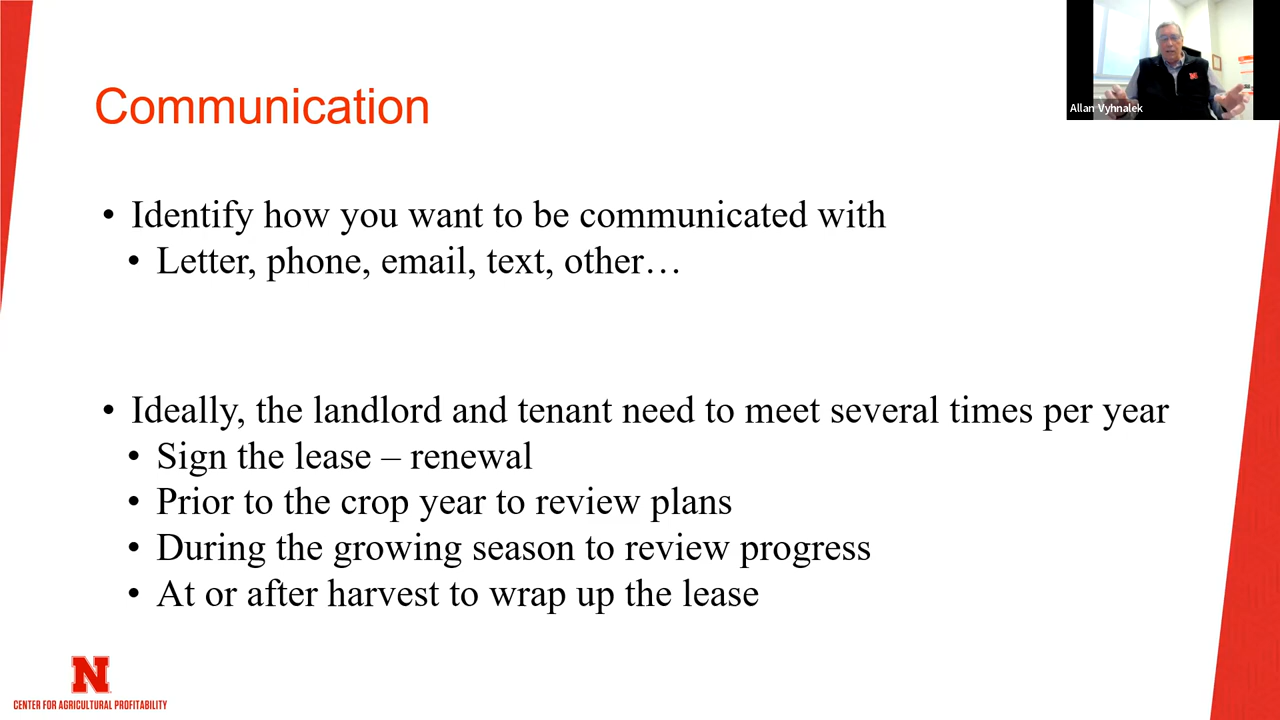 Allan Vyhnalek
Communication
• Identify how you want to be communicated with
• Letter, phone, email, text, other…
• Ideally, the landlord and tenant need to meet several times per year
• Sign the lease – renewal
• Prior to the crop year to review plans
• During the growing season to review progress
• At or after harvest to wrap up the lease
N
CENTER FOR AGRICULTURAL PROFITABILITY